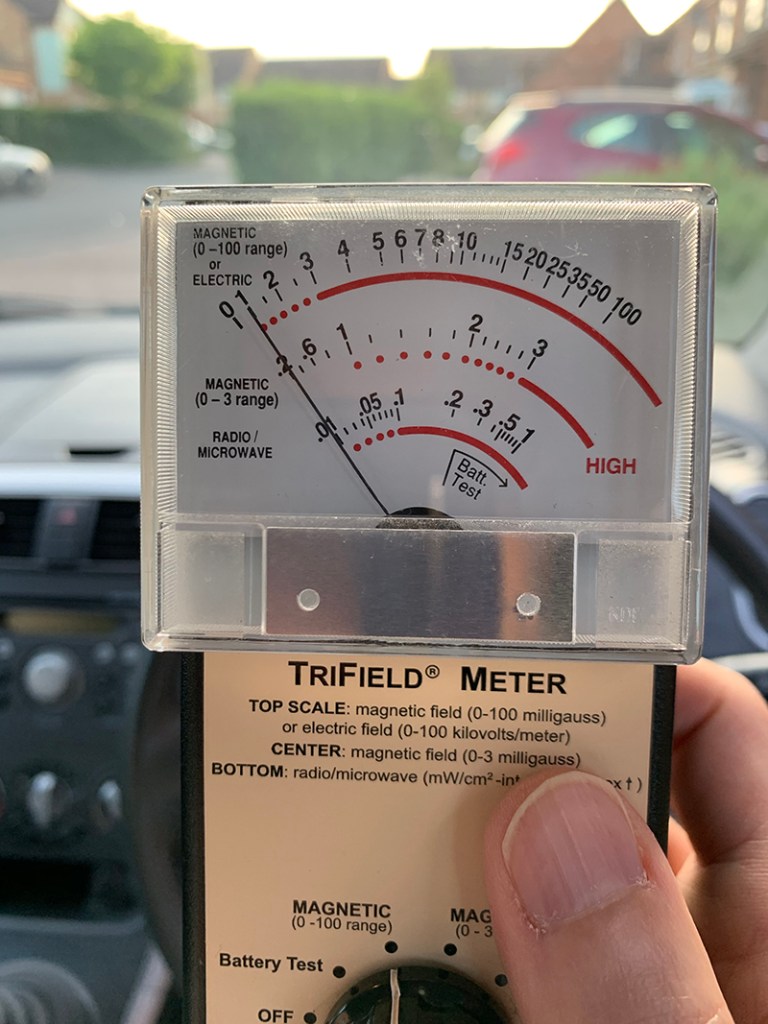 MAGNETIC
(0 –100 range)
or
ELECTRIC
0 1 2 3 4 5 6 7 8 10 15 20 25 35 50 100
.2 .6 1 2 3
MAGNETIC
(0 – 3 range)
.01 .05 .1 .2 .3 .5 1
RADIO /
MICROWAVE
HIGH
Batt.
Test
TRIFIELD® METER
TOP SCALE: magnetic field (0-100 milligauss)
or electric field (0-100 kilovolts/meter)
CENTER: magnetic field (0-3 milligauss)
BOTTOM: radio/microwave (mW/cm²
MAGNETIC
(0 -100 range)
Battery Test
OFF